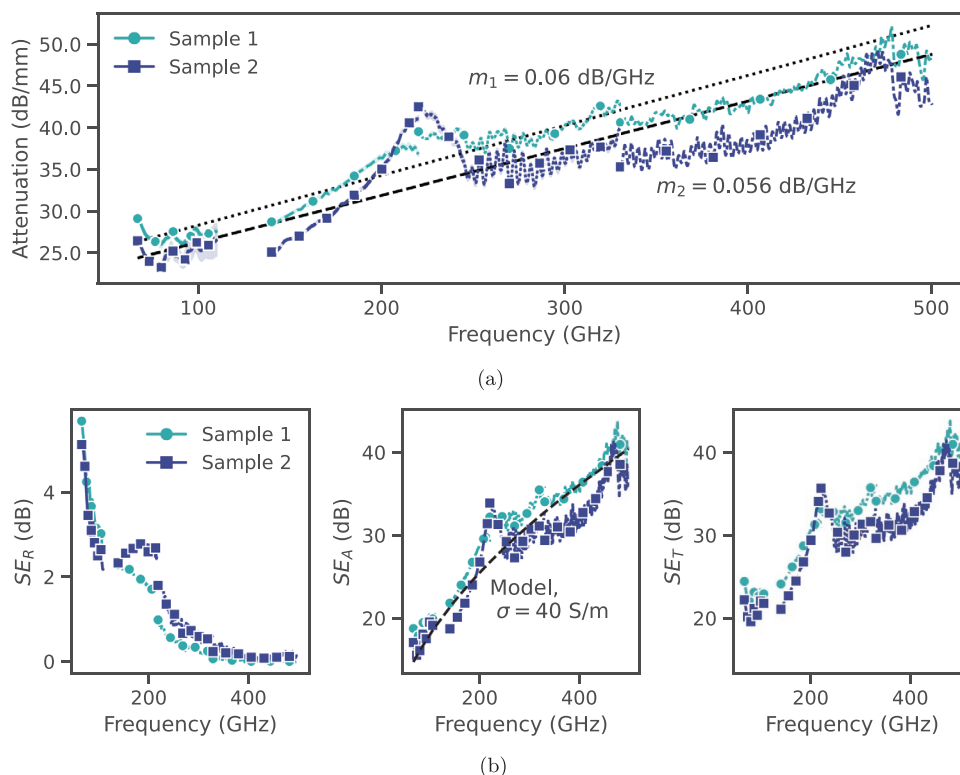 Attenuation (dB/mm)
50.0
45.0
40.0
35.0
30.0
25.0
Sample 1
Sample 2
m₁ = 0.06 dB/GHz
m₂ = 0.056 dB/GHz
100 200 300 400 500
Frequency (GHz)
(a)
SE_R (dB)
4
2
0
Sample 1
Sample 2
200 400
Frequency (GHz)
SE_A (dB)
40
30
20
Model,
σ = 40 S/m
200 400
Frequency (GHz)
SE_T (dB)
40
30
20
200 400
Frequency (GHz)
(b)